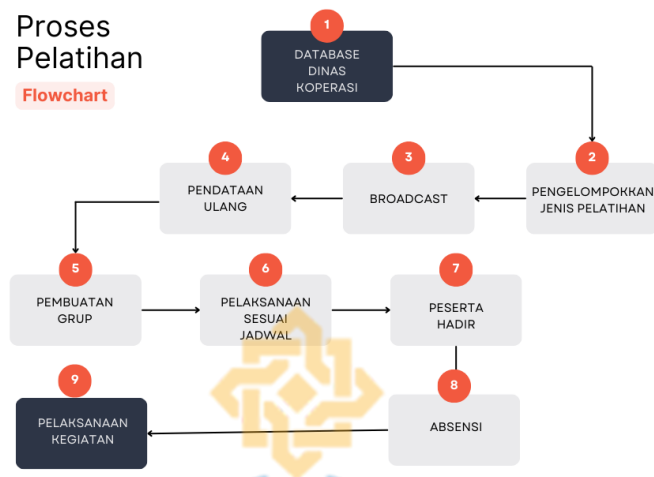 Proses
Pelatihan
Flowchart
1
DATABASE
DINAS
KOPERASI
2
PENGELOMPOKKAN
JENIS PELATIHAN
3
BROADCAST
4
PENDATAAN
ULANG
5
PEMBUATAN
GRUP
6
PELAKSANAAN
SESUAI
JADWAL
7
PESERTA
HADIR
8
ABSENSI
9
PELAKSANAAN
KEGIATAN